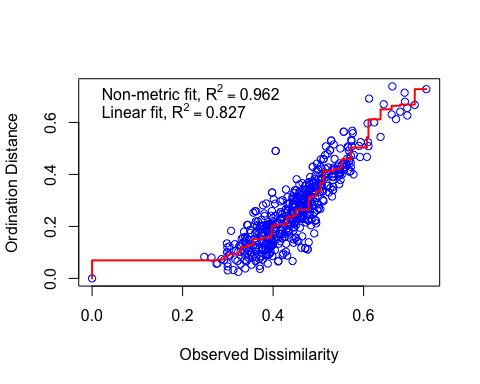 Non-metric fit, R² = 0.962
Linear fit, R² = 0.827
Ordination Distance
0.0
0.2
0.4
0.6
0.0
0.2
0.4
0.6
Observed Dissimilarity